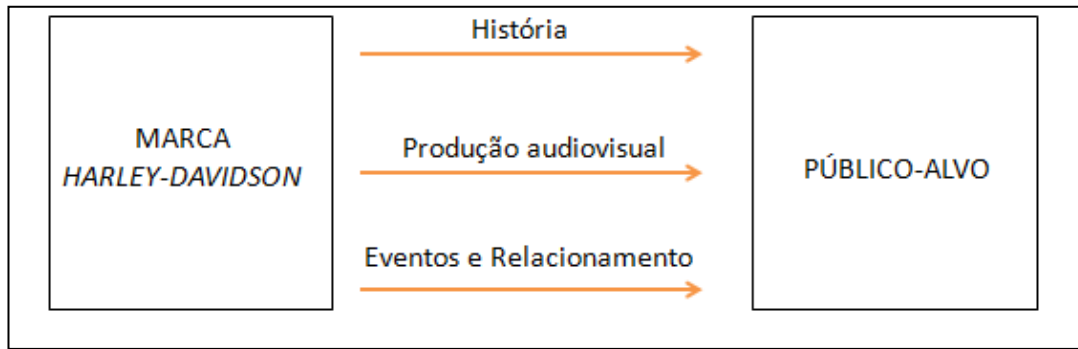 História
MARCA
HARLEY-DAVIDSON
Produção audiovisual
PÚBLICO-ALVO
Eventos e Relacionamento